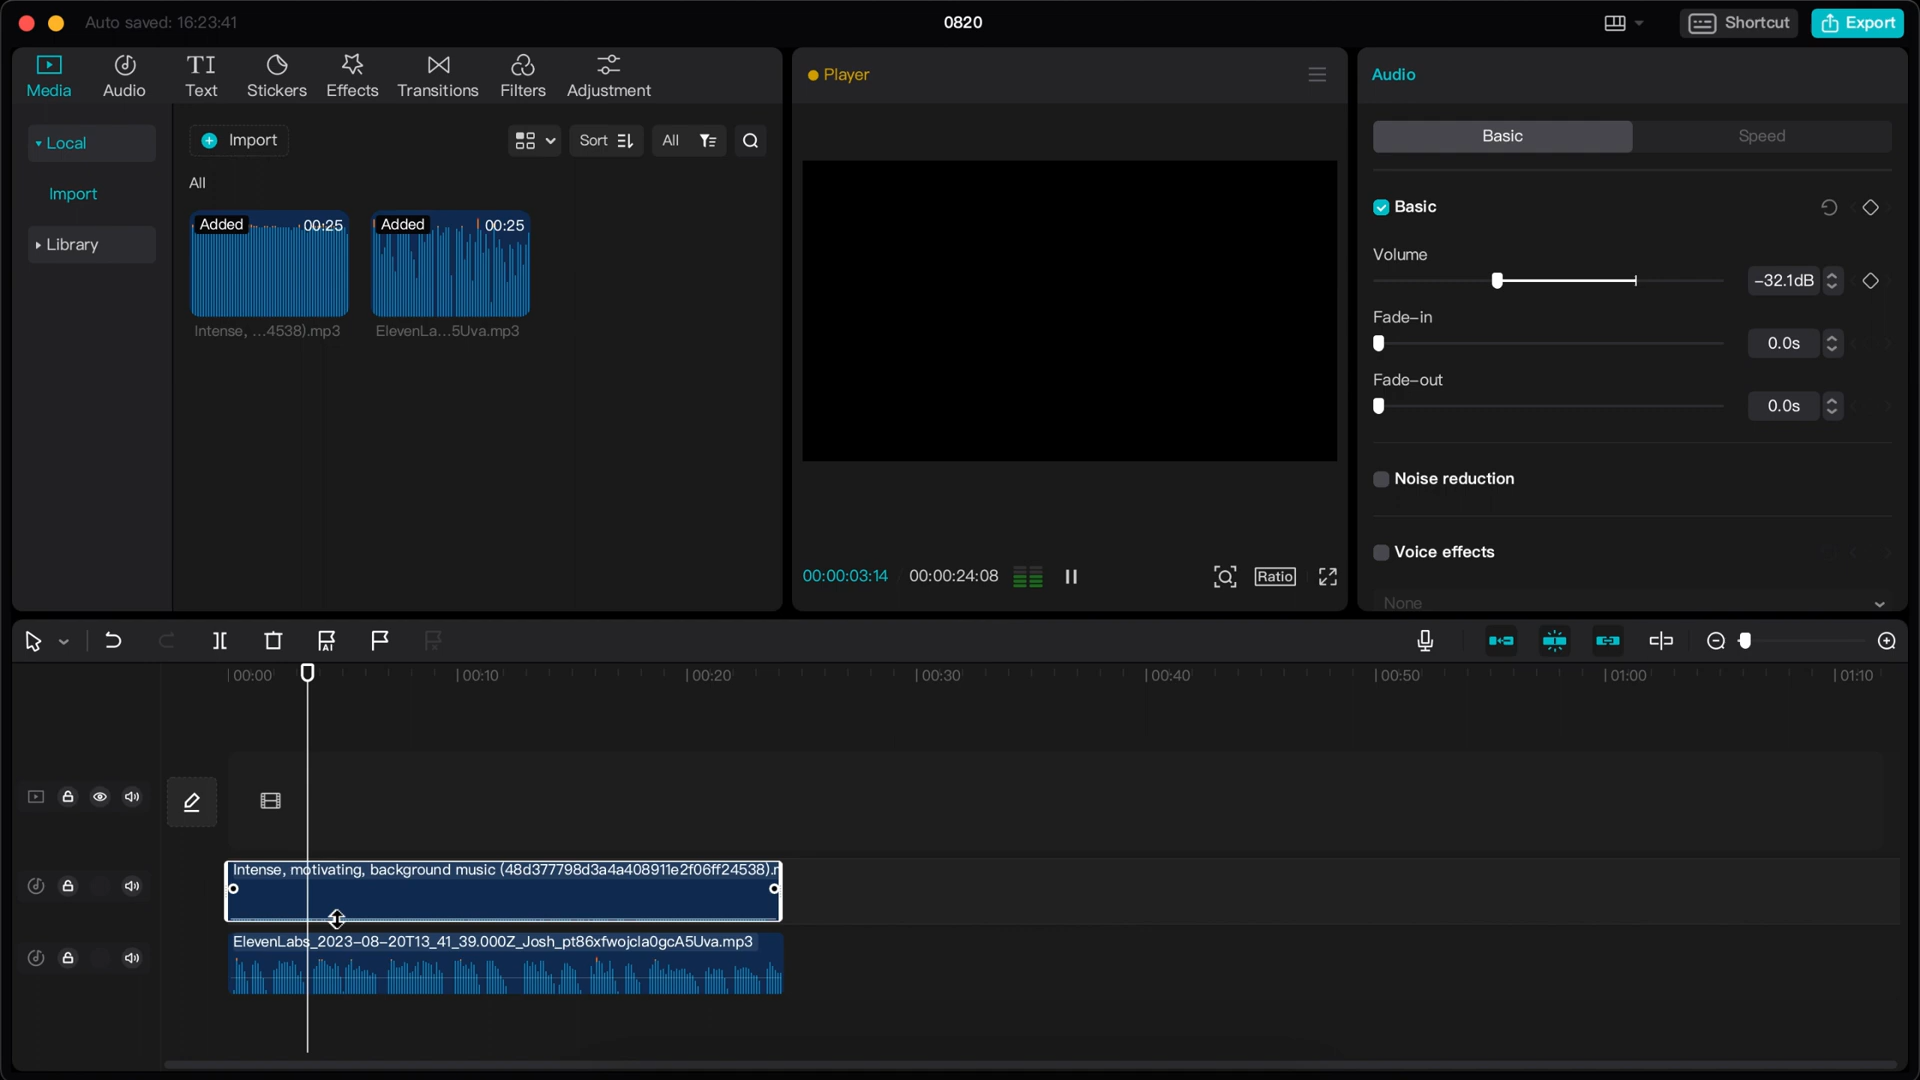 Auto saved: 16:23:41
0820
Shortcut
Export
Media
Audio
TI
Text
Stickers
Effects
Transitions
Filters
Adjustment
Player
Audio
Local
Import
Library
Import
Sort
All
All
Added 00:25
Added 00:25
Intense, ...4538).mp3
ElevenLa...5Uva.mp3
00:00:03:14
00:00:24:08
Ratio
Basic
Speed
Basic
Volume
-32.1dB
Fade-in
0.0s
Fade-out
0.0s
Noise reduction
Voice effects
None
AI
00:00
00:10
00:20
00:30
00:40
00:50
01:00
01:10
Intense, motivating, background music (48d377798d3a4a408911e2f06ff24538).r
ElevenLabs_2023-08-20T13_41_39.000Z_Josh_pt86xfwojcla0gcA5Uva.mp3